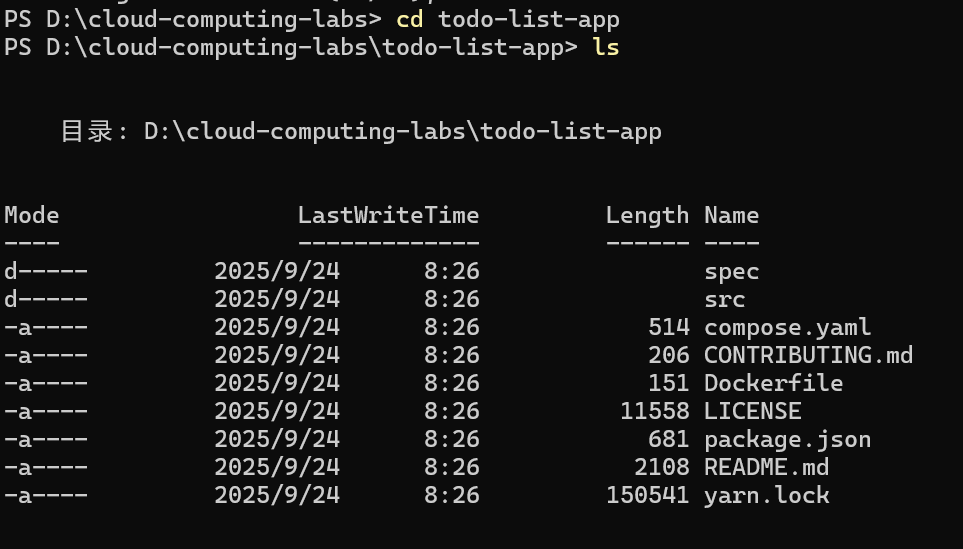 PS D:\cloud-computing-labs> cd todo-list-app
PS D:\cloud-computing-labs\todo-list-app> ls
目录: D:\cloud-computing-labs\todo-list-app
Mode LastWriteTime Length Name
---- ------------- ------ ----
d----- 2025/9/24 8:26 spec
d----- 2025/9/24 8:26 src
-a---- 2025/9/24 8:26 514 compose.yaml
-a---- 2025/9/24 8:26 206 CONTRIBUTING.md
-a---- 2025/9/24 8:26 151 Dockerfile
-a---- 2025/9/24 8:26 11558 LICENSE
-a---- 2025/9/24 8:26 681 package.json
-a---- 2025/9/24 8:26 2108 README.md
-a---- 2025/9/24 8:26 150541 yarn.lock